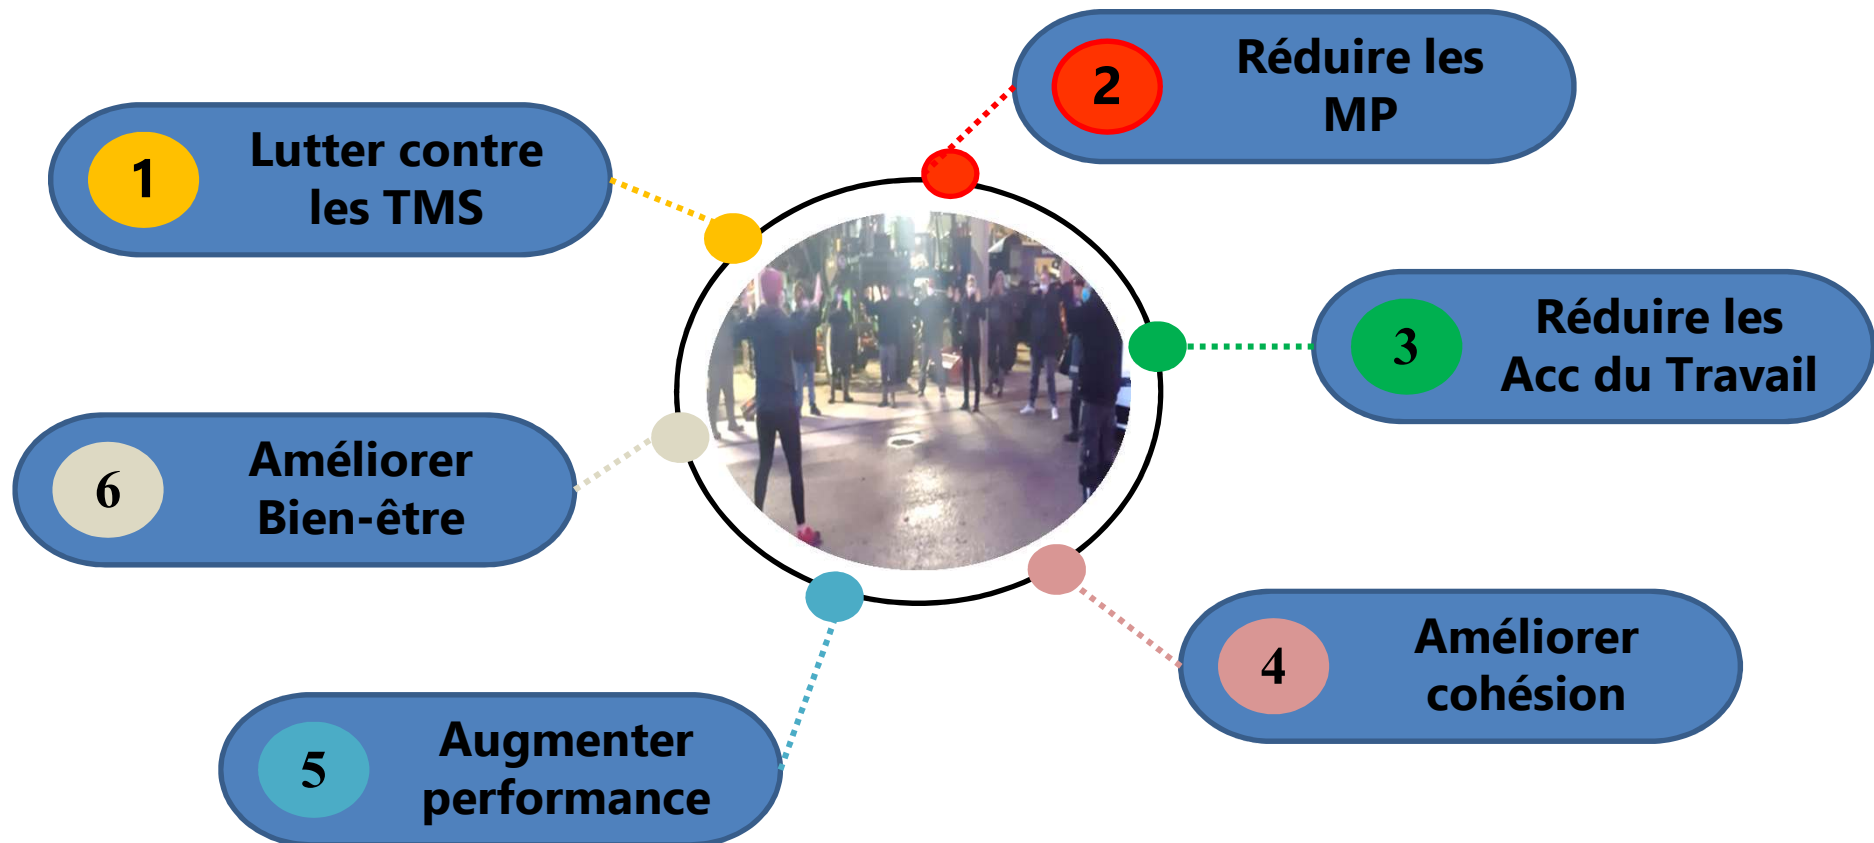 1
Lutter contre
les TMS
2
Réduire les
MP
3
Réduire les
Acc du Travail
4
Améliorer
cohésion
5
Augmenter
performance
6
Améliorer
Bien-être